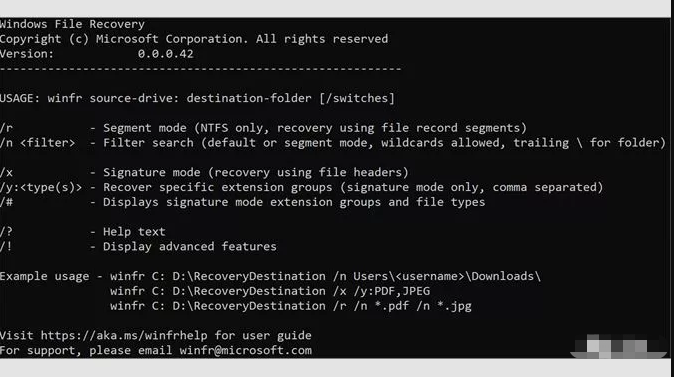 Windows File Recovery
Copyright (c) Microsoft Corporation. All rights reserved
Version: 0.0.0.42
---------------------------------------------------------
USAGE: winfr source-drive: destination-folder [/switches]
/r - Segment mode (NTFS only, recovery using file record segments)
/n <filter> - Filter search (default or segment mode, wildcards allowed, trailing \ for folder)
/x - Signature mode (recovery using file headers)
/y:<type(s)> - Recover specific extension groups (signature mode only, comma separated)
/# - Displays signature mode extension groups and file types
/? - Help text
/! - Display advanced features
Example usage - winfr C: D:\RecoveryDestination /n Users\<username>\Downloads\
winfr C: D:\RecoveryDestination /x /y:PDF,JPEG
winfr C: D:\RecoveryDestination /r /n *.pdf /n *.jpg
Visit https://aka.ms/winfrhelp for user guide
For support, please email winfr@microsoft.com